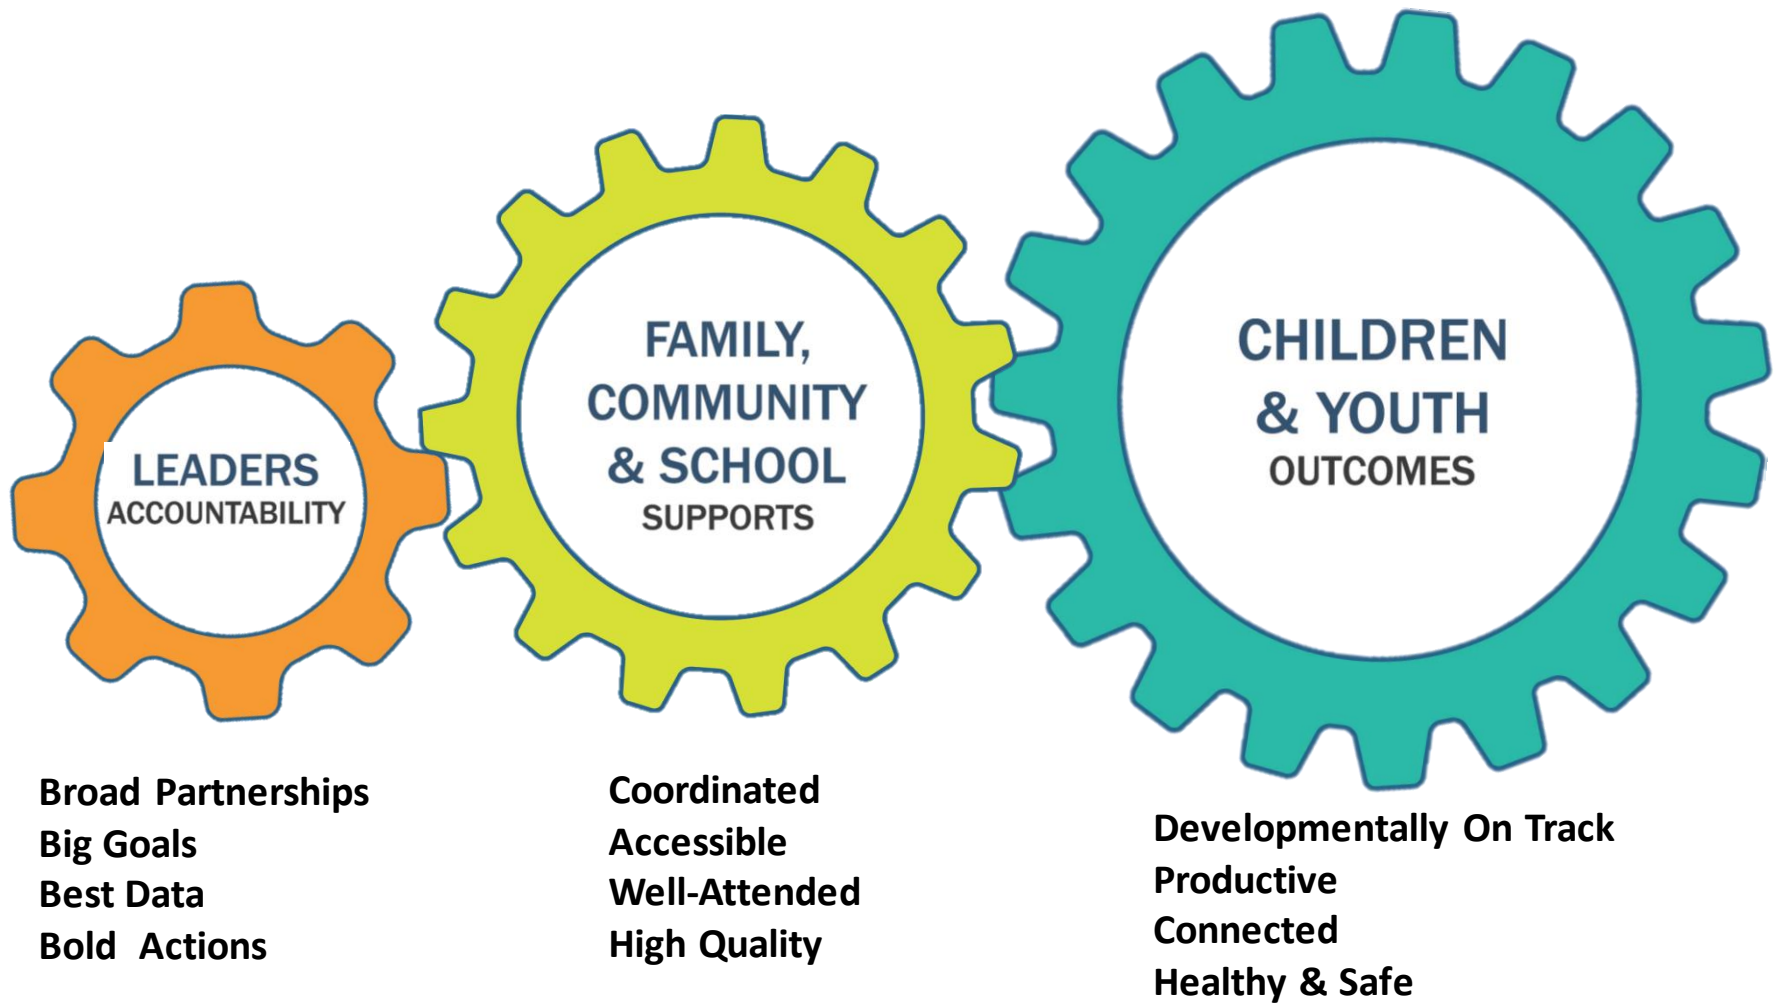 LEADERS
ACCOUNTABILITY
FAMILY,
COMMUNITY
& SCHOOL
SUPPORTS
CHILDREN
& YOUTH
OUTCOMES
Broad Partnerships
Big Goals
Best Data
Bold Actions
Coordinated
Accessible
Well-Attended
High Quality
Developmentally On Track
Productive
Connected
Healthy & Safe